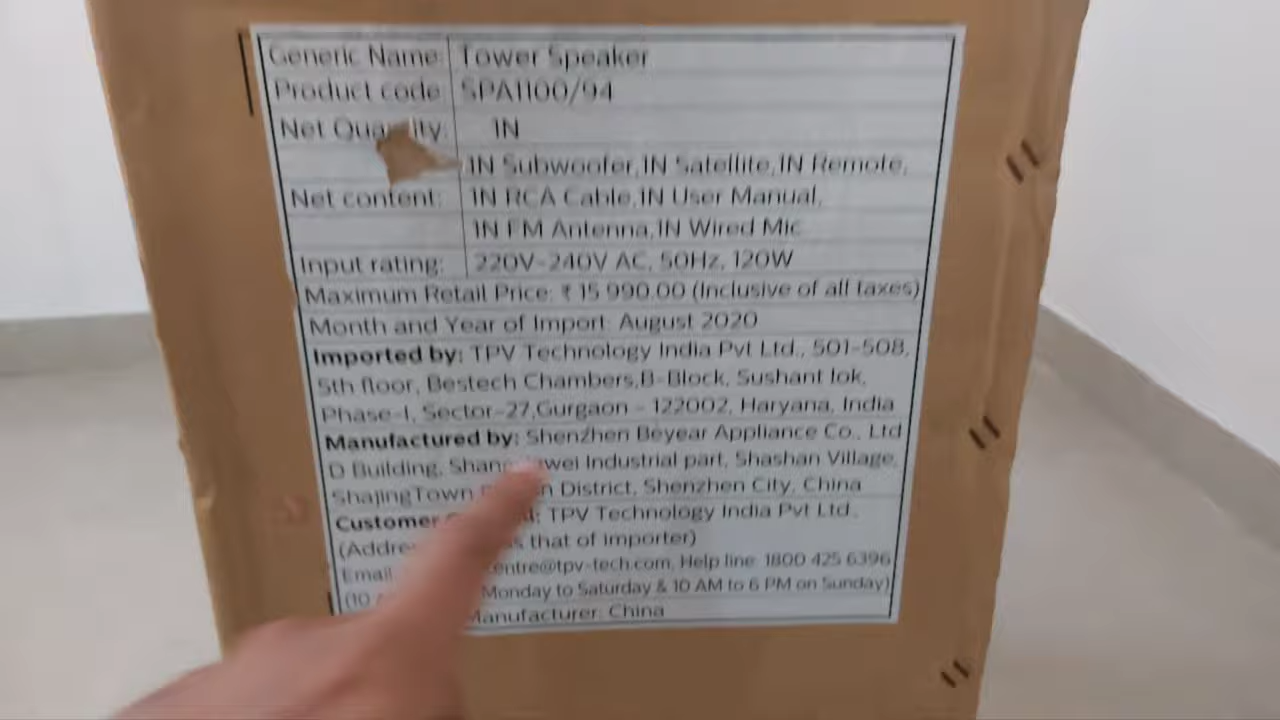 Generic Name: Tower Speaker
Product code: SPA1100/94
Net Qua ity: 1N
1N Subwoofer, 1N Satellite, 1N Remote,
Net content: 1N RCA Cable, 1N User Manual,
1N FM Antenna, 1N Wired Mic
Input rating: 220V-240V AC, 50Hz, 120W
Maximum Retail Price: ₹ 15 990.00 (Inclusive of all taxes)
Month and Year of Import: August 2020
Imported by: TPV Technology India Pvt Ltd., 501-508,
5th floor, Bestech Chambers,B-Block, Sushant lok,
Phase-I, Sector-27,Gurgaon - 122002, Haryana, India
Manufactured by: Shenzhen Beyear Appliance Co., Ltd
D Building, Industrial part, Shashan Village,
ShajingTown District, Shenzhen City, China
Customer TPV Technology India Pvt Ltd.,
that of importer)
Email entre@tpv-tech.com, Help line: 1800 425 6396
(10 Monday to Saturday & 10 AM to 6 PM on Sunday)
Manufacturer: China